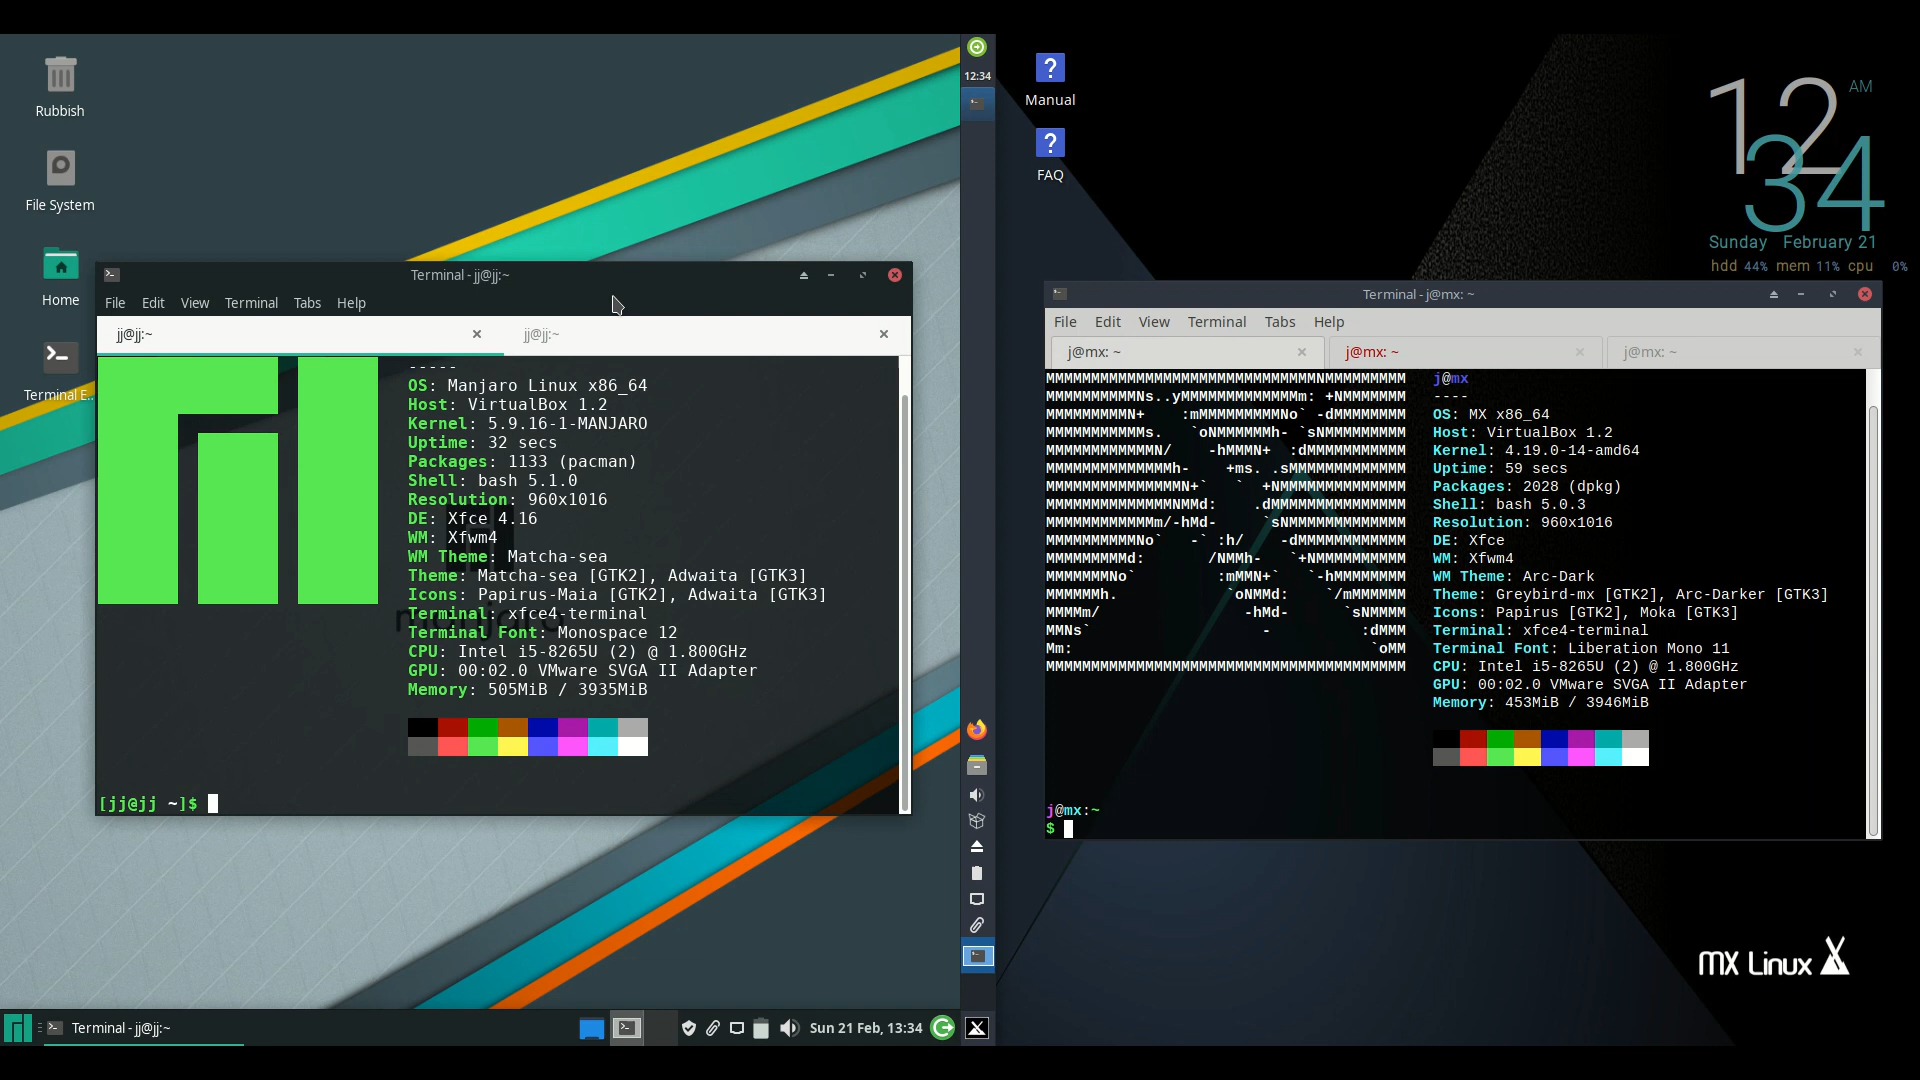 Rubbish
File System
Home
Terminal E..
Terminal - jj@jj:~
File Edit View Terminal Tabs Help
jj@jj:~
jj@jj:~
-----
OS: Manjaro Linux x86_64
Host: VirtualBox 1.2
Kernel: 5.9.16-1-MANJARO
Uptime: 32 secs
Packages: 1133 (pacman)
Shell: bash 5.1.0
Resolution: 960x1016
DE: Xfce 4.16
WM: Xfwm4
WM Theme: Matcha-sea
Theme: Matcha-sea [GTK2], Adwaita [GTK3]
Icons: Papirus-Maia [GTK2], Adwaita [GTK3]
Terminal: xfce4-terminal
Terminal Font: Monospace 12
CPU: Intel i5-8265U (2) @ 1.800GHz
GPU: 00:02.0 VMware SVGA II Adapter
Memory: 505MiB / 3935MiB
[jj@jj ~]$
Terminal - jj@jj:~
Sun 21 Feb, 13:34
12:34
Manual
FAQ
12 AM
34
Sunday February 21
hdd 44% mem 11% cpu 0%
Terminal - j@mx: ~
File Edit View Terminal Tabs Help
j@mx: ~
j@mx: ~
j@mx: ~
j@mx
----
OS: MX x86_64
Host: VirtualBox 1.2
Kernel: 4.19.0-14-amd64
Uptime: 59 secs
Packages: 2028 (dpkg)
Shell: bash 5.0.3
Resolution: 960x1016
DE: Xfce
WM: Xfwm4
WM Theme: Arc-Dark
Theme: Greybird-mx [GTK2], Arc-Darker [GTK3]
Icons: Papirus [GTK2], Moka [GTK3]
Terminal: xfce4-terminal
Terminal Font: Liberation Mono 11
CPU: Intel i5-8265U (2) @ 1.800GHz
GPU: 00:02.0 VMware SVGA II Adapter
Memory: 453MiB / 3946MiB
j@mx:~
$
MX Linux